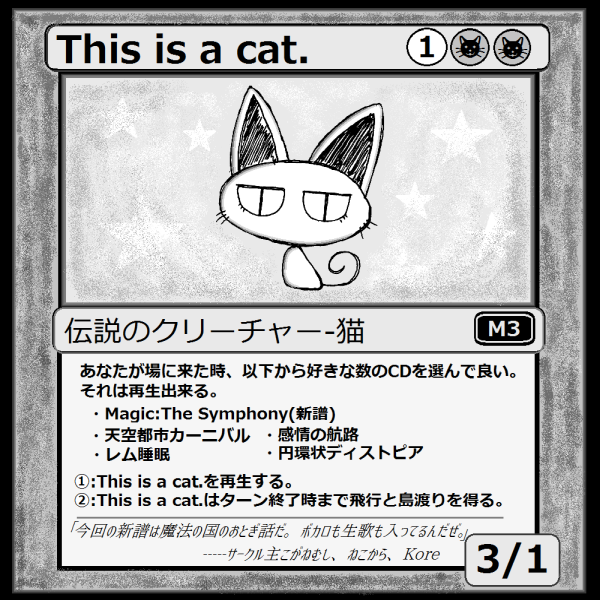 This is a cat.
1
伝説のクリーチャー-猫
M3
あなたが場に来た時、以下から好きな数のCDを選んで良い。
それは再生出来る。
・Magic:The Symphony(新譜)
・天空都市カーニバル ・感情の航路
・レム睡眠 ・円環状ディストピア
①:This is a cat.を再生する。
②:This is a cat.はターン終了時まで飛行と島渡りを得る。
「今回の新譜は魔法の国のおとぎ話だ。ボカロも生歌も入ってるんだぜ。」
-----サークル主こがねむし、ねこから、Kore
3/1